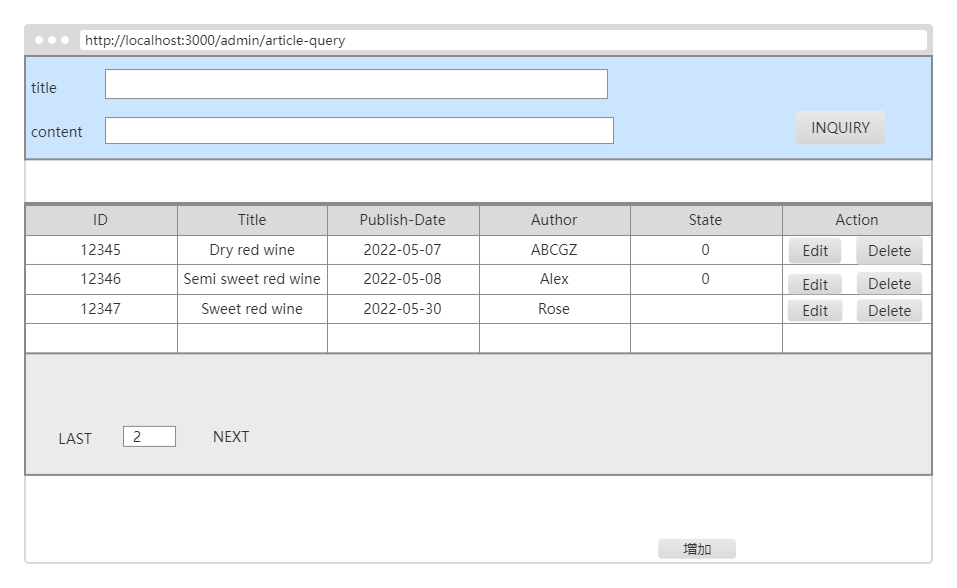 http://localhost:3000/admin/article-query
title
content
INQUIRY
ID Title Publish-Date Author State Action
12345 Dry red wine 2022-05-07 ABCGZ 0 Edit Delete
12346 Semi sweet red wine 2022-05-08 Alex 0 Edit Delete
12347 Sweet red wine 2022-05-30 Rose Edit Delete
LAST 2 NEXT
增加